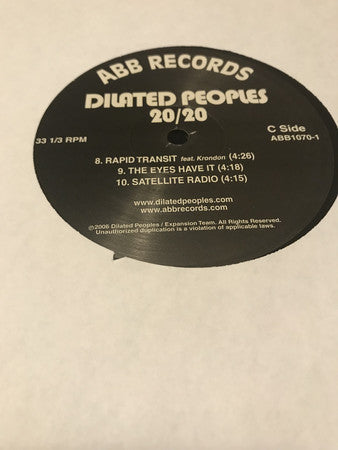 ABB RECORDS
DILATED PEOPLES
20/20
33 1/3 RPM
C Side
ABB1070-1
8. RAPID TRANSIT feat. Krondon (4:26)
9. THE EYES HAVE IT (4:18)
10. SATELLITE RADIO (4:15)
www.dilatedpeoples.com
www.abbrecords.com
©2006 Dilated Peoples / Expansion Team. All Rights Reserved.
Unauthorized duplication is a violation of applicable laws.